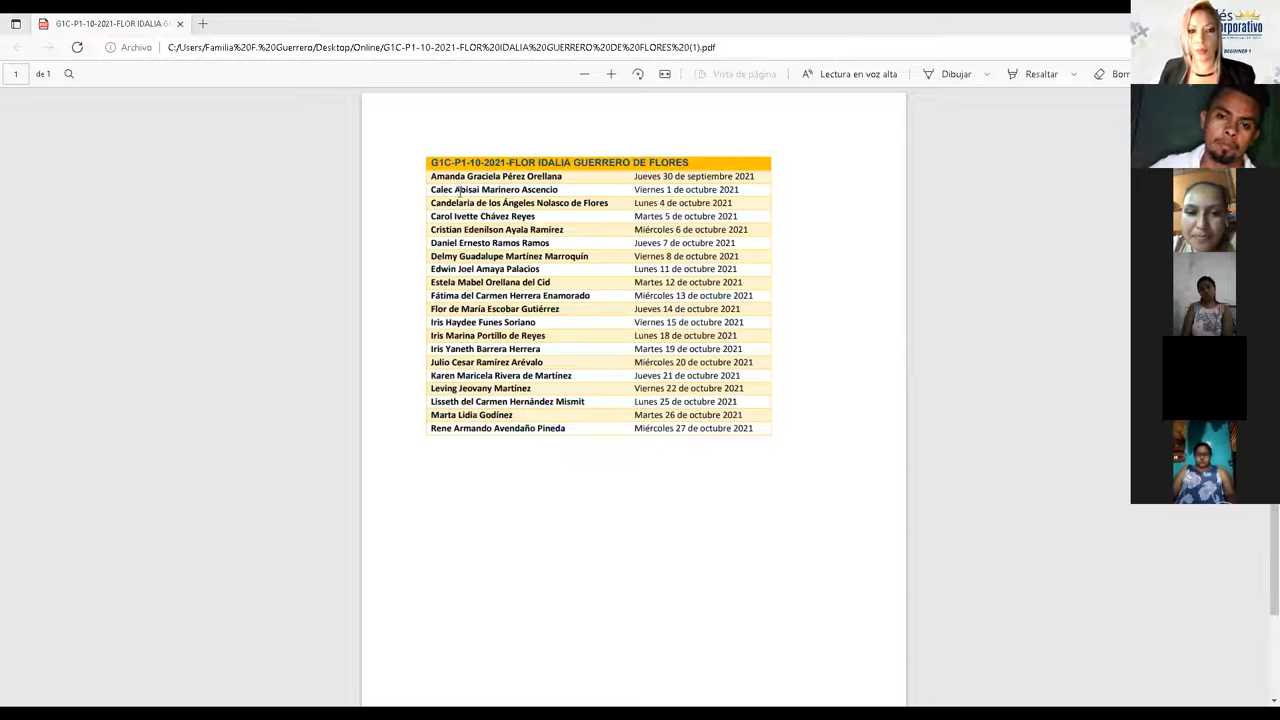 G1C-P1-10-2021-FLOR IDALIA G
Archivo
C:/Users/Familia%20F.%20Guerrero/Desktop/Online/G1C-P1-10-2021-FLOR%20IDALIA%20GUERRERO%20DE%20FLORES%20(1).pdf
1 de 1
Vista de página
Lectura en voz alta
Dibujar
Resaltar
Borr
és
orporativo
BEGINNER 1
G1C-P1-10-2021-FLOR IDALIA GUERRERO DE FLORES
Amanda Graciela Pérez Orellana Jueves 30 de septiembre 2021
Calec Abisai Marinero Ascencio Viernes 1 de octubre 2021
Candelaria de los Ángeles Nolasco de Flores Lunes 4 de octubre 2021
Carol Ivette Chávez Reyes Martes 5 de octubre 2021
Cristian Edenilson Ayala Ramírez Miércoles 6 de octubre 2021
Daniel Ernesto Ramos Ramos Jueves 7 de octubre 2021
Delmy Guadalupe Martínez Marroquín Viernes 8 de octubre 2021
Edwin Joel Amaya Palacios Lunes 11 de octubre 2021
Estela Mabel Orellana del Cid Martes 12 de octubre 2021
Fátima del Carmen Herrera Enamorado Miércoles 13 de octubre 2021
Flor de María Escobar Gutiérrez Jueves 14 de octubre 2021
Iris Haydee Funes Soriano Viernes 15 de octubre 2021
Iris Marina Portillo de Reyes Lunes 18 de octubre 2021
Iris Yaneth Barrera Herrera Martes 19 de octubre 2021
Julio Cesar Ramírez Arévalo Miércoles 20 de octubre 2021
Karen Maricela Rivera de Martínez Jueves 21 de octubre 2021
Leving Jeovany Martínez Viernes 22 de octubre 2021
Lisseth del Carmen Hernández Mismit Lunes 25 de octubre 2021
Marta Lidia Godínez Martes 26 de octubre 2021
Rene Armando Avendaño Pineda Miércoles 27 de octubre 2021